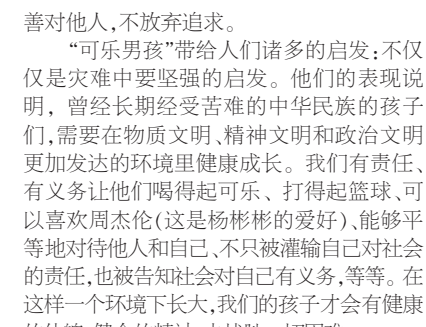 善对他人,不放弃追求。
“可乐男孩”带给人们诸多的启发:不仅
仅是灾难中要坚强的启发。他们的表现说
明，曾经长期经受苦难的中华民族的孩子
们,需要在物质文明、精神文明和政治文明
更加发达的环境里健康成长。我们有责任、
有义务让他们喝得起可乐、打得起篮球、可
以喜欢周杰伦(这是杨彬彬的爱好)、能够平
等地对待他人和自己、不只被灌输自己对社会
的责任,也被告知社会对自己有义务,等等。在
这样一个环境下长大,我们的孩子才会有健康